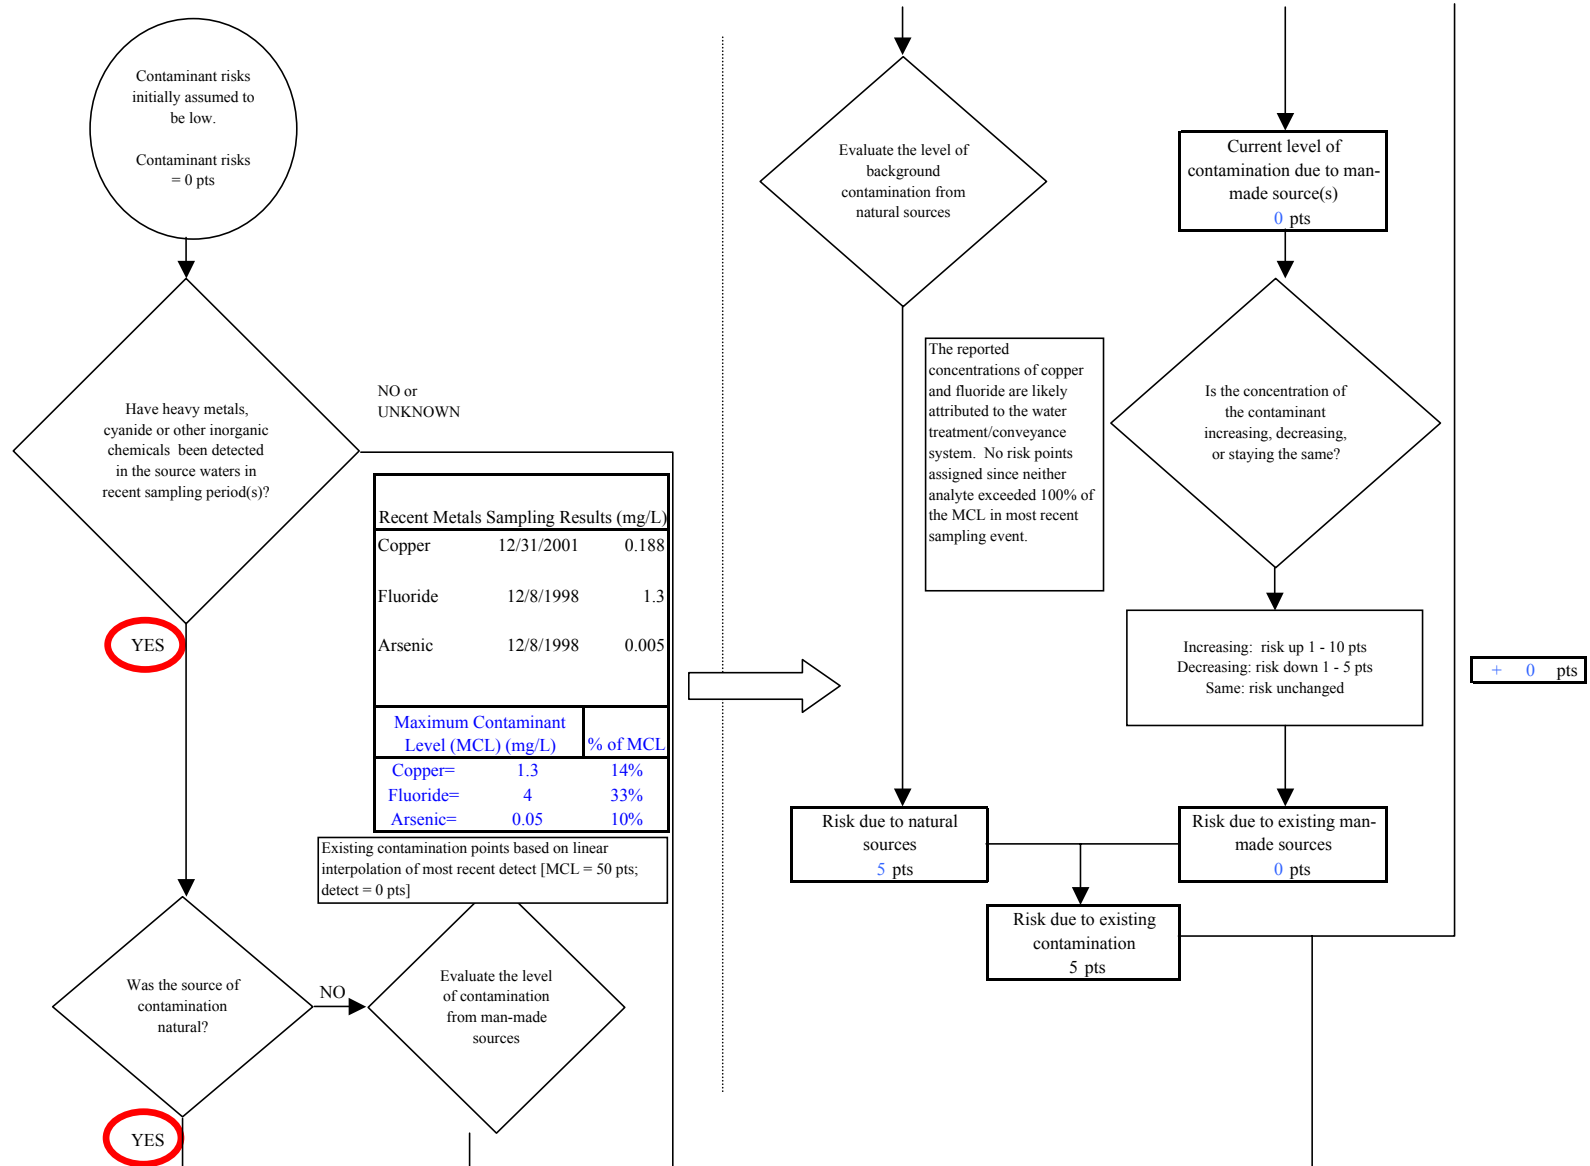 Contaminant risks
initially assumed to
be low.
Contaminant risks
= 0 pts
Have heavy metals,
cyanide or other inorganic
chemicals been detected
in the source waters in
recent sampling period(s)?
NO or
UNKNOWN
YES
Recent Metals Sampling Results (mg/L)
Copper 12/31/2001 0.188
Fluoride 12/8/1998 1.3
Arsenic 12/8/1998 0.005
Maximum Contaminant
Level (MCL) (mg/L) % of MCL
Copper= 1.3 14%
Fluoride= 4 33%
Arsenic= 0.05 10%
Existing contamination points based on linear
interpolation of most recent detect [MCL = 50 pts;
detect = 0 pts]
Was the source of
contamination
natural?
NO
Evaluate the level
of contamination
from man-made
sources
YES
Evaluate the level of
background
contamination from
natural sources
The reported
concentrations of copper
and fluoride are likely
attributed to the water
treatment/conveyance
system. No risk points
assigned since neither
analyte exceeded 100% of
the MCL in most recent
sampling event.
Current level of
contamination due to man-
made source(s)
0 pts
Is the concentration of
the contaminant
increasing, decreasing,
or staying the same?
Increasing: risk up 1 - 10 pts
Decreasing: risk down 1 - 5 pts
Same: risk unchanged
+ 0 pts
Risk due to natural
sources
5 pts
Risk due to existing man-
made sources
0 pts
Risk due to existing
contamination
5 pts